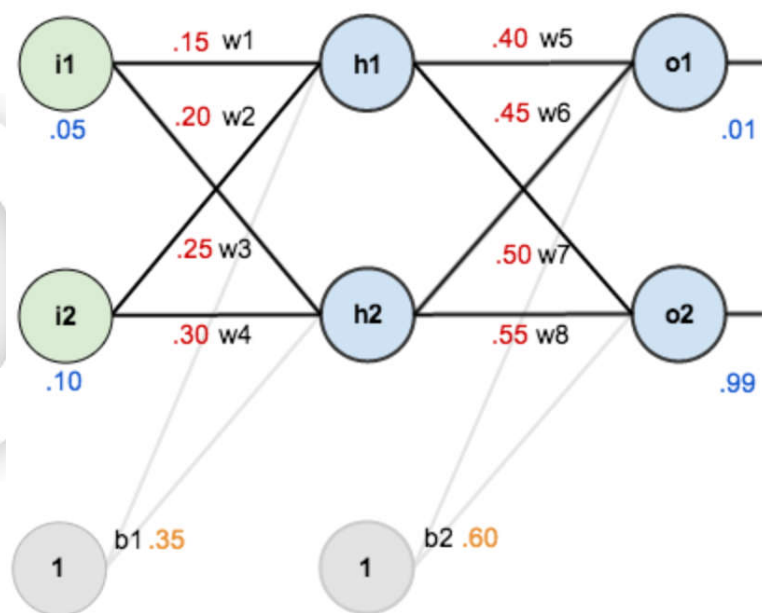 .15 w1
.40 w5
i1
h1
o1
.20 w2
.45 w6
.05
.01
.25 w3
.50 w7
i2
h2
o2
.30 w4
.55 w8
.10
.99
b1 .35
b2 .60
1
1